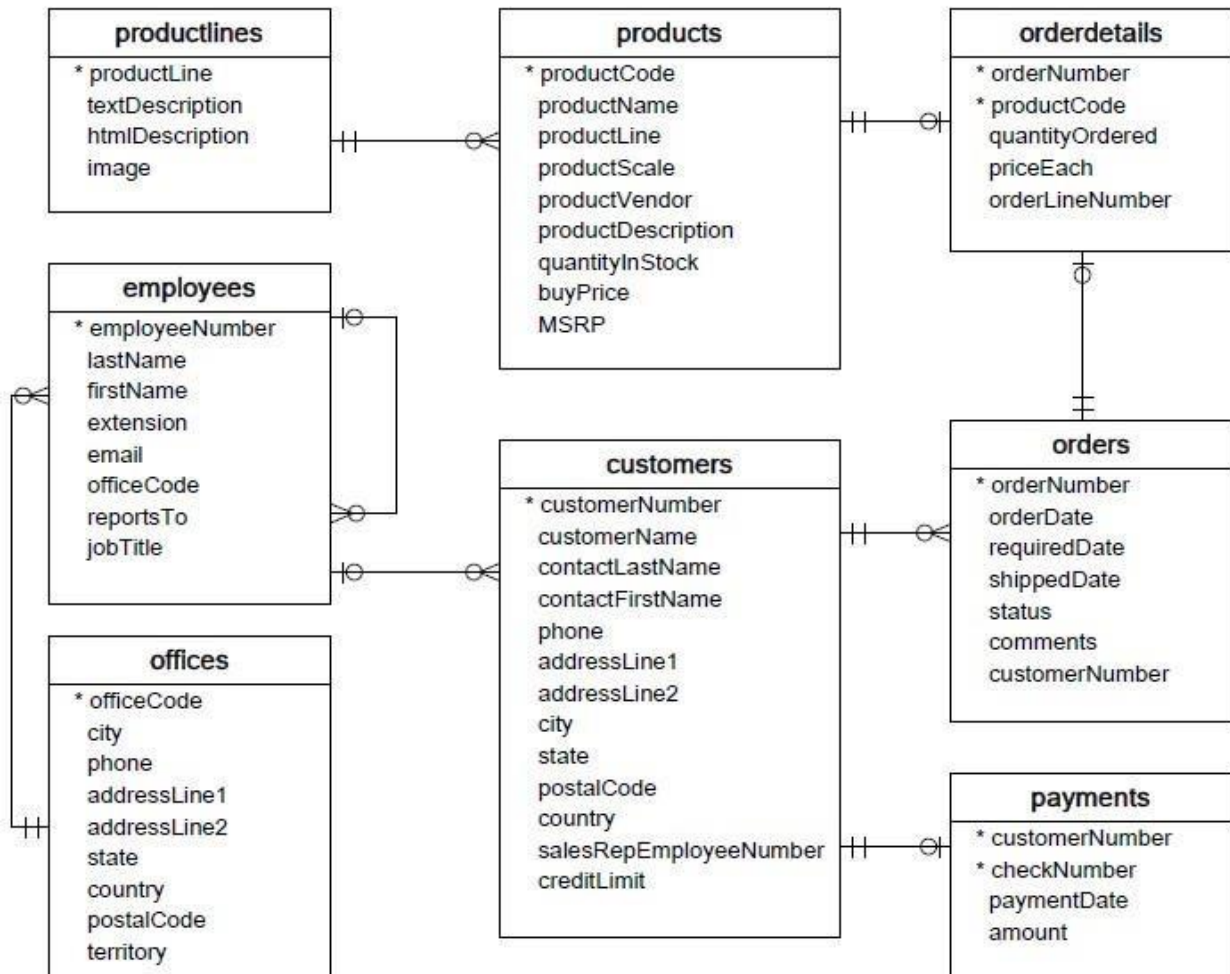 productlines
* productLine
textDescription
htmlDescription
image
products
* productCode
productName
productLine
productScale
productVendor
productDescription
quantityInStock
buyPrice
MSRP
orderdetails
* orderNumber
* productCode
quantityOrdered
priceEach
orderLineNumber
employees
* employeeNumber
lastName
firstName
extension
email
officeCode
reportsTo
jobTitle
customers
* customerNumber
customerName
contactLastName
contactFirstName
phone
addressLine1
addressLine2
city
state
postalCode
country
salesRepEmployeeNumber
creditLimit
orders
* orderNumber
orderDate
requiredDate
shippedDate
status
comments
customerNumber
offices
* officeCode
city
phone
addressLine1
addressLine2
state
country
postalCode
territory
payments
* customerNumber
* checkNumber
paymentDate
amount